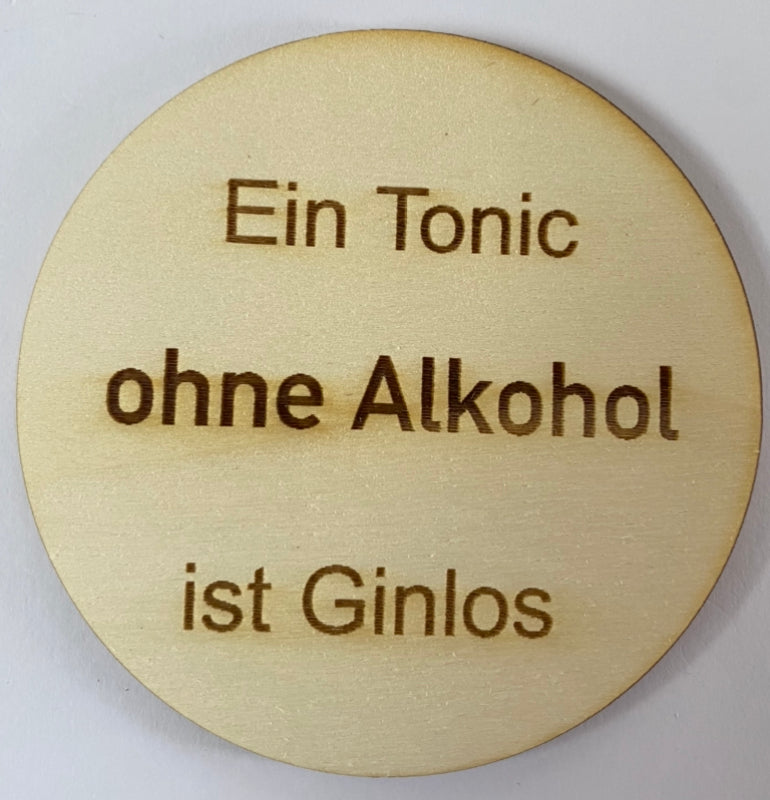 Ein Tonic
ohne Alkohol
ist Ginlos